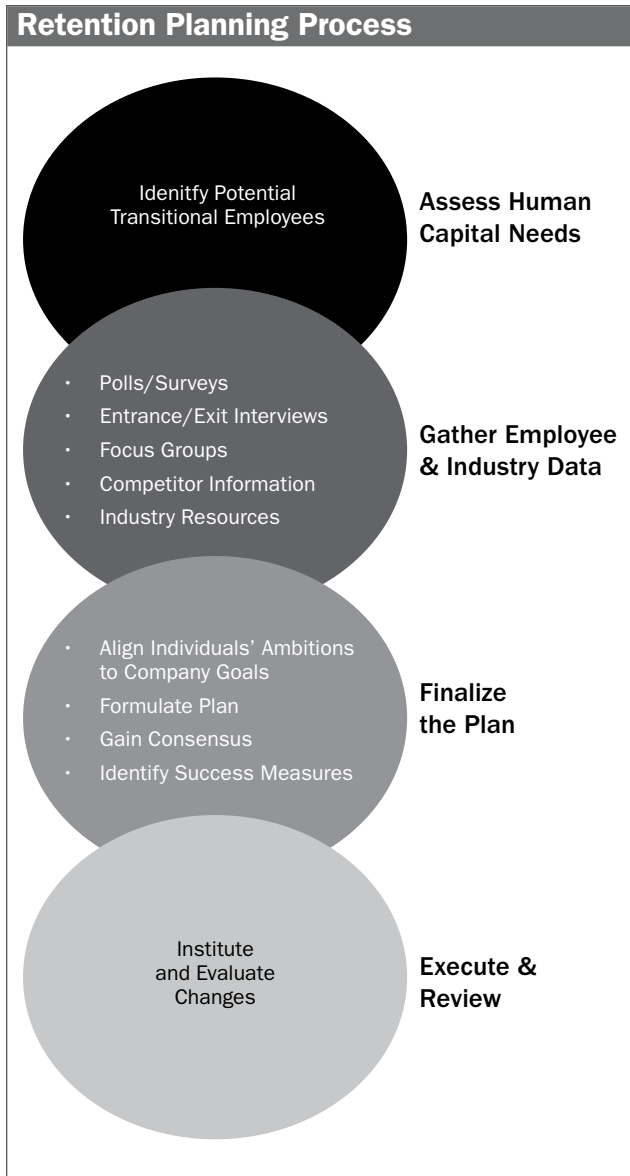 Retention Planning Process
Idenitfy Potential
Transitional Employees
Assess Human
Capital Needs
· Polls/Surveys
· Entrance/Exit Interviews
· Focus Groups
· Competitor Information
· Industry Resources
Gather Employee
& Industry Data
· Align Individuals’ Ambitions
to Company Goals
· Formulate Plan
· Gain Consensus
· Identify Success Measures
Finalize
the Plan
Institute
and Evaluate
Changes
Execute &
Review